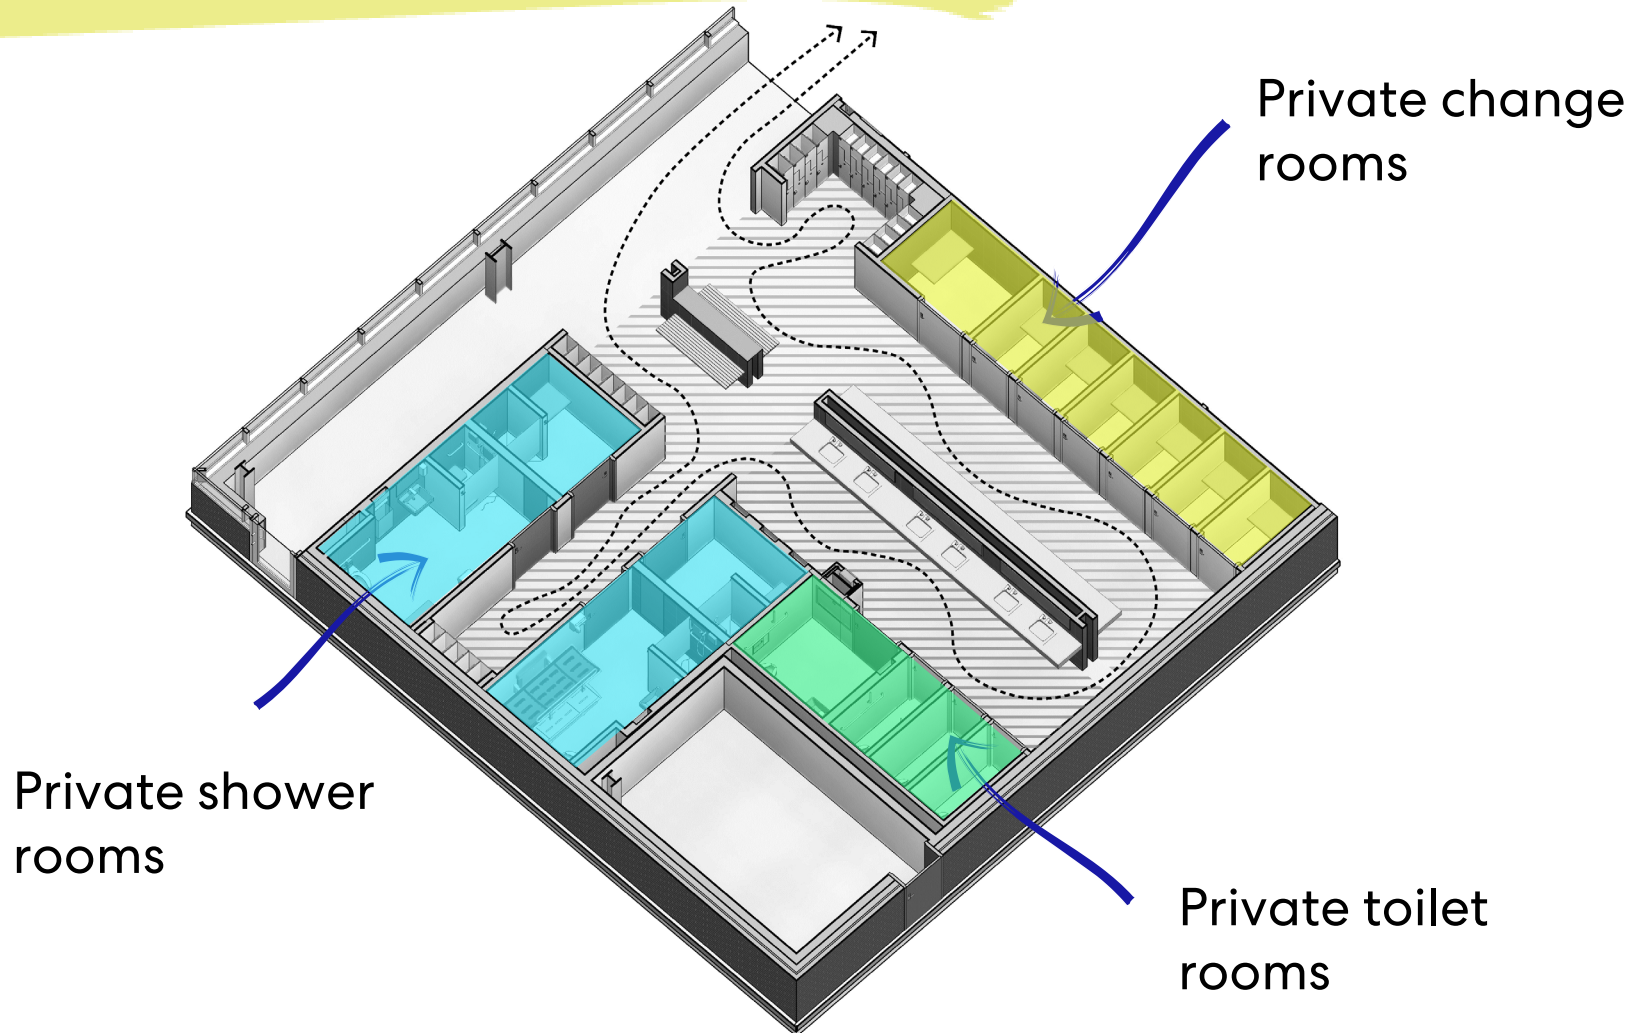 Private change
rooms
Private shower
rooms
Private toilet
rooms